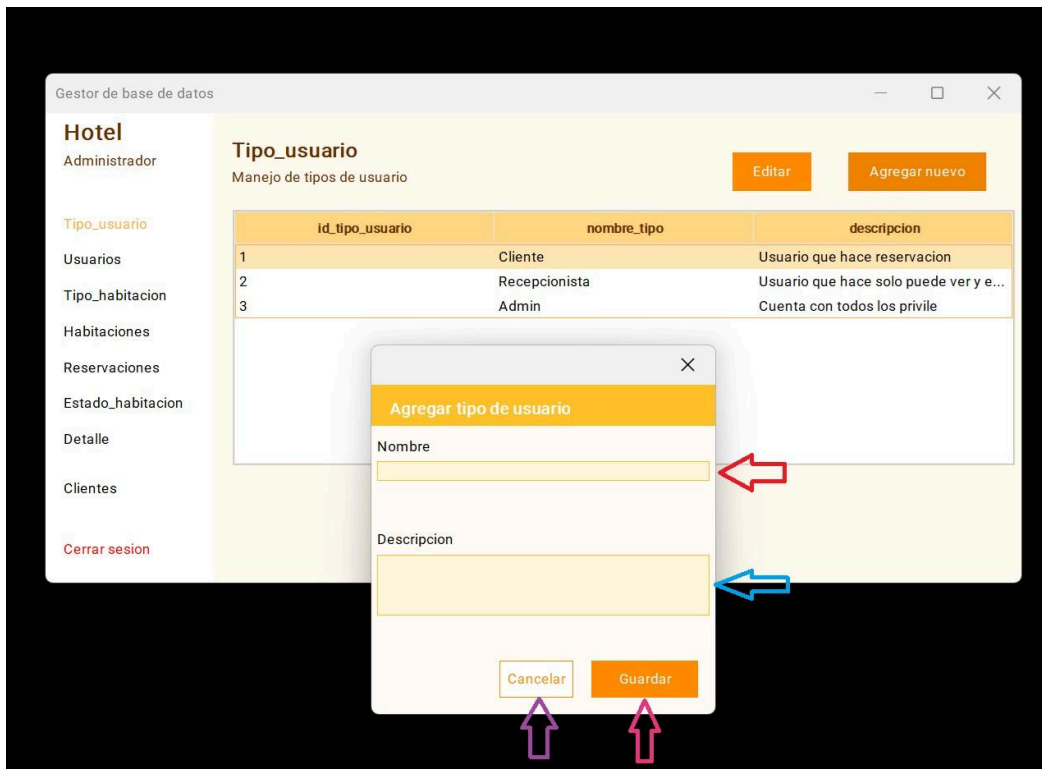 Gestor de base de datos
Hotel
Administrador
Tipo_usuario
Usuarios
Tipo_habitacion
Habitaciones
Reservaciones
Estado_habitacion
Detalle
Clientes
Cerrar sesion
Tipo_usuario
Manejo de tipos de usuario
Editar
Agregar nuevo
id_tipo_usuario nombre_tipo descripcion
1 Cliente Usuario que hace reservacion
2 Recepcionista Usuario que hace solo puede ver y e...
3 Admin Cuenta con todos los privile
Agregar tipo de usuario
Nombre
Descripcion
Cancelar
Guardar